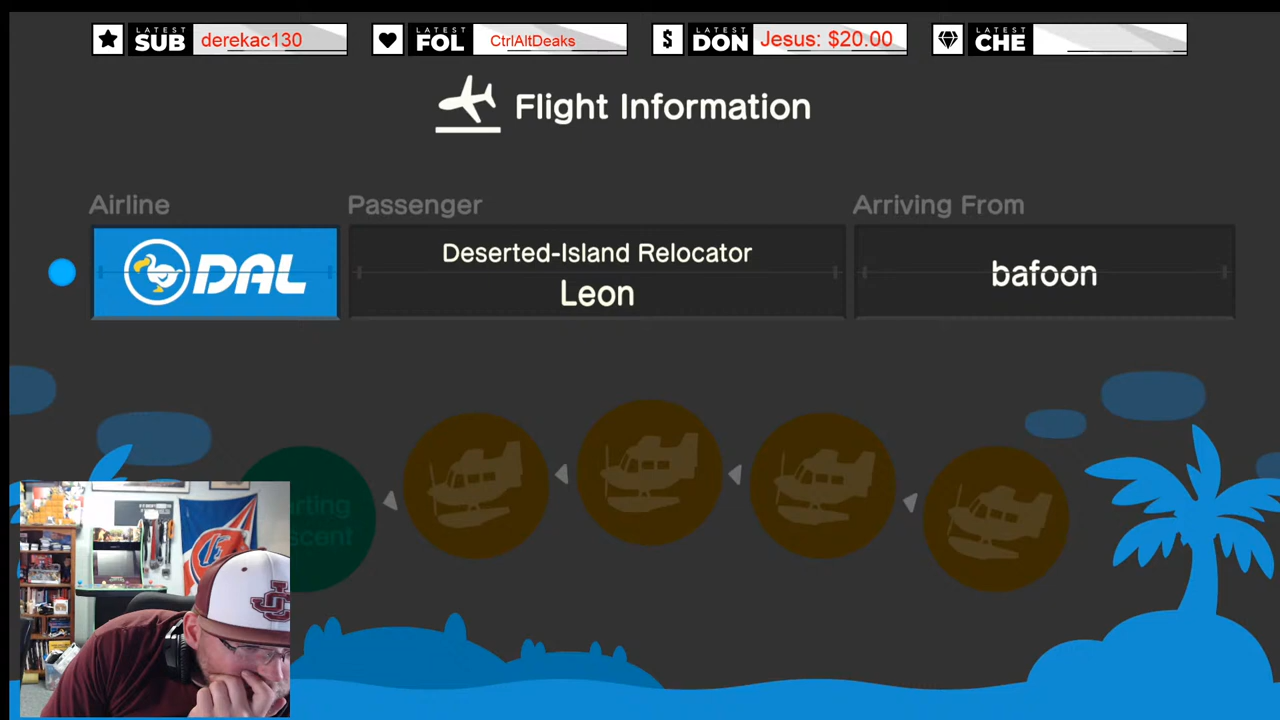 LATEST SUB derekac130
LATEST FOL CtrlAltDeaks
LATEST DON Jesus: $20.00
LATEST CHE
Flight Information
Airline
Passenger
Arriving From
DAL
Deserted-Island Relocator
Leon
bafoon